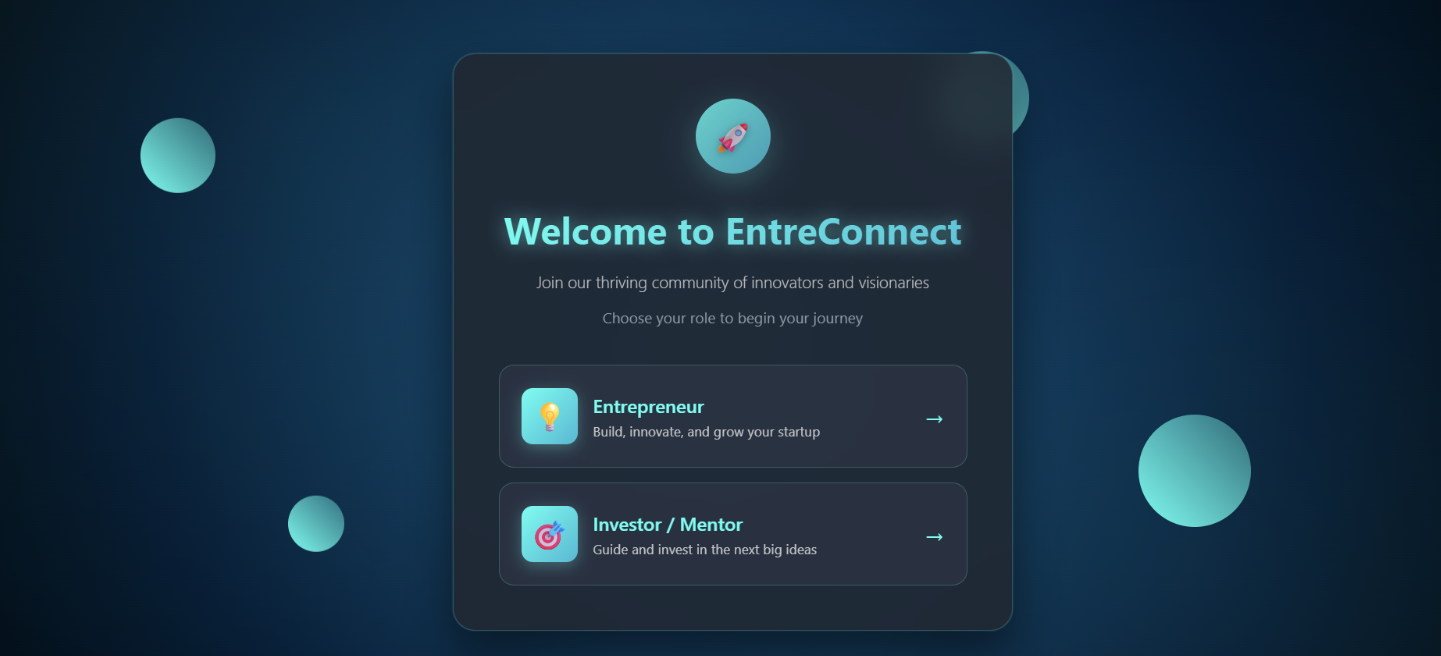 Welcome to EntreConnect
Join our thriving community of innovators and visionaries
Choose your role to begin your journey
Entrepreneur
Build, innovate, and grow your startup
→
Investor / Mentor
Guide and invest in the next big ideas
→